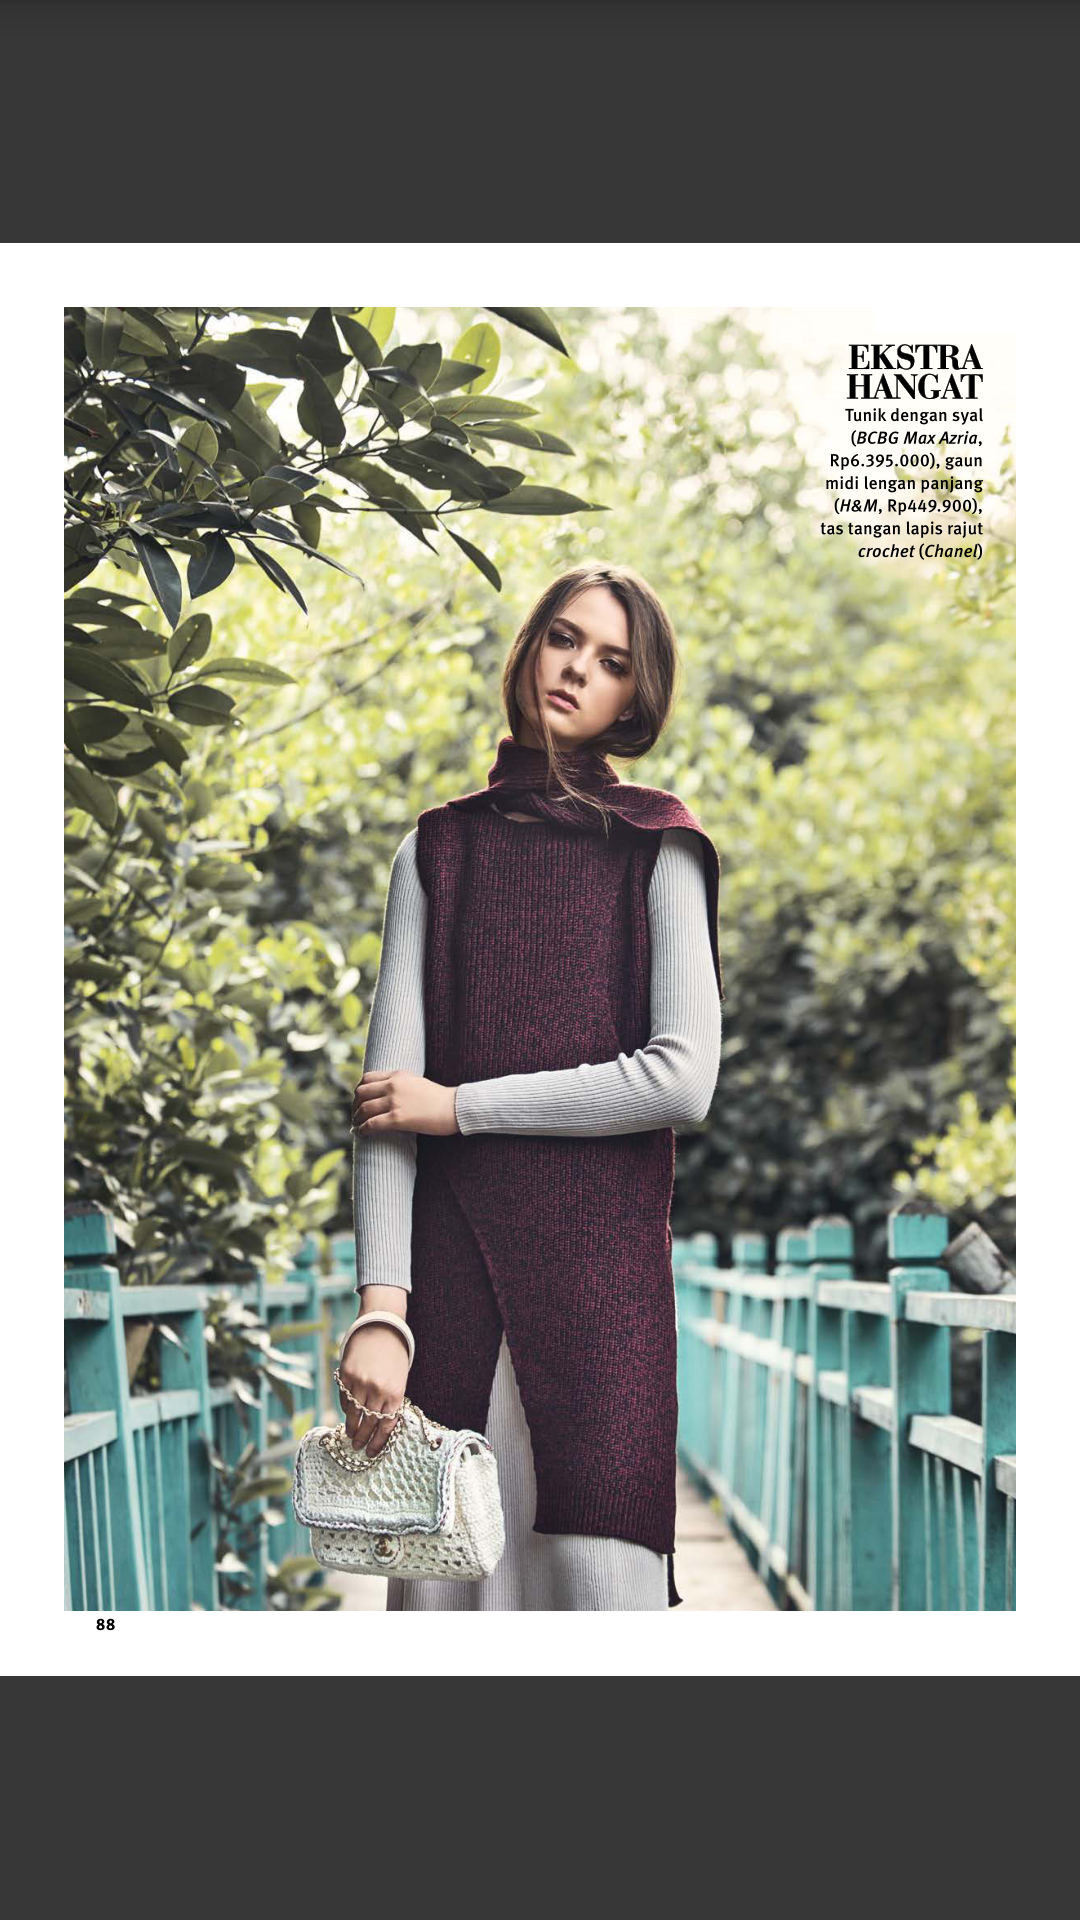 EKSTRA
HANGAT
Tunik dengan syal
(BCBG Max Azria,
Rp6.395.000), gaun
midi lengan panjang
(H&M, Rp449.900),
tas tangan lapis rajut
crochet (Chanel)
88